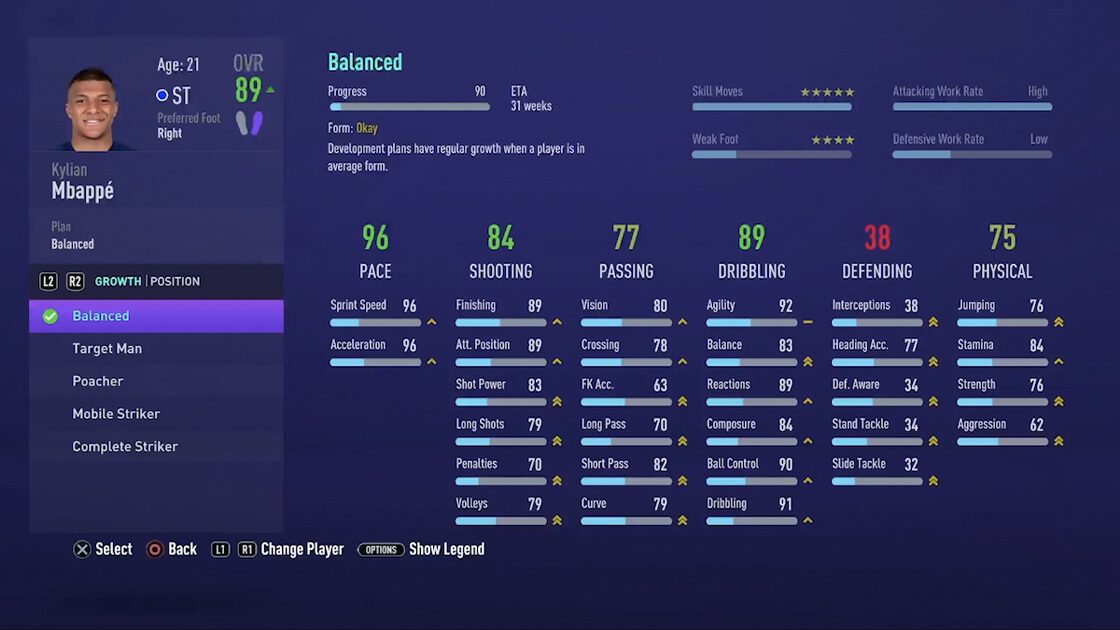 Age: 21
OVR
ST
89
Preferred Foot
Right
Kylian
Mbappé
Plan
Balanced
L2 R2 GROWTH | POSITION
Balanced
Target Man
Poacher
Mobile Striker
Complete Striker
Balanced
Progress 90
ETA
31 weeks
Form: Okay
Development plans have regular growth when a player is in
average form.
Skill Moves ★★★★★
Weak Foot ★★★★
Attacking Work Rate High
Defensive Work Rate Low
96
PACE
Sprint Speed 96
Acceleration 96
84
SHOOTING
Finishing 89
Att. Position 89
Shot Power 83
Long Shots 79
Penalties 70
Volleys 79
77
PASSING
Vision 80
Crossing 78
FK Acc. 63
Long Pass 70
Short Pass 82
Curve 79
89
DRIBBLING
Agility 92
Balance 83
Reactions 89
Composure 84
Ball Control 90
Dribbling 91
38
DEFENDING
Interceptions 38
Heading Acc. 77
Def. Aware 34
Stand Tackle 34
Slide Tackle 32
75
PHYSICAL
Jumping 76
Stamina 84
Strength 76
Aggression 62
Select Back L1 R1 Change Player OPTIONS Show Legend